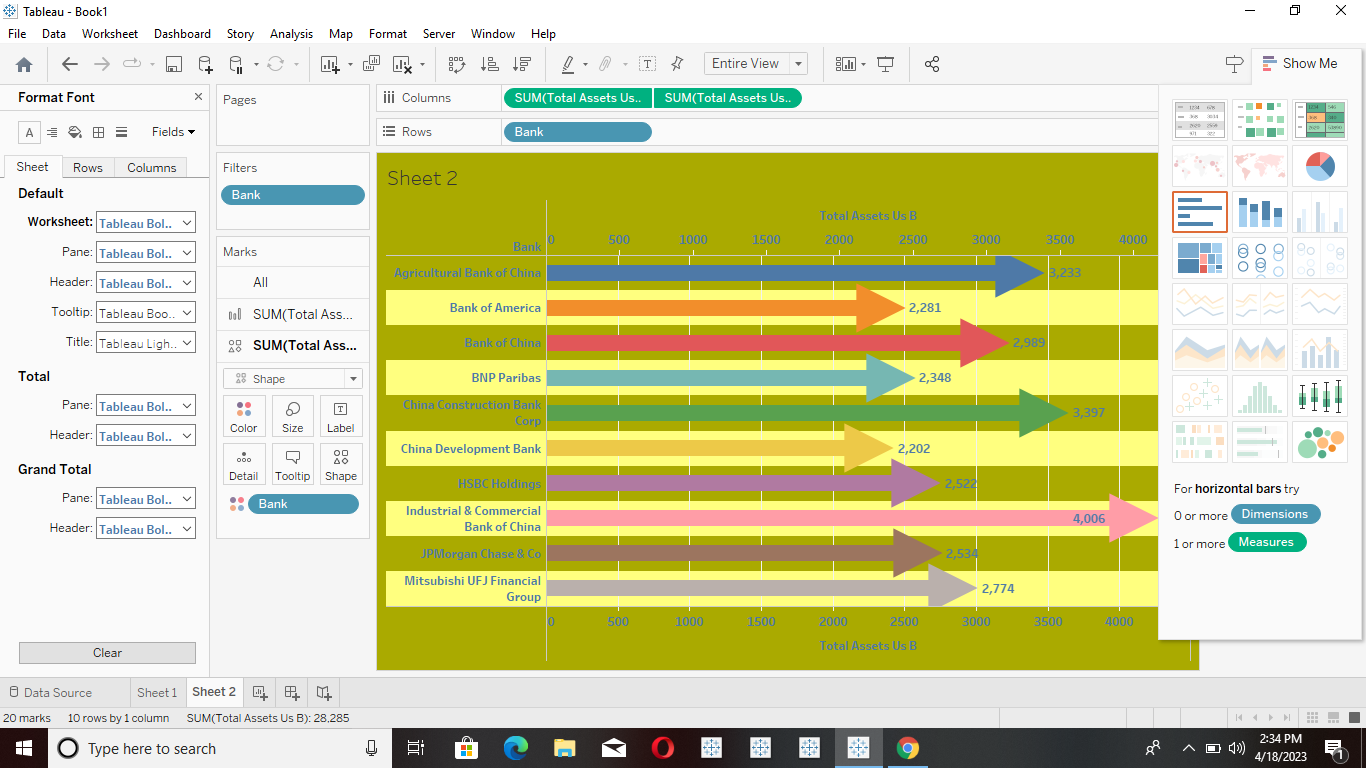 Tableau - Book1
File Data Worksheet Dashboard Story Analysis Map Format Server Window Help
Entire View
Show Me
Format Font
Fields
Sheet Rows Columns
Default
Worksheet: Tableau Bol..
Pane: Tableau Bol..
Header: Tableau Bol..
Tooltip: Tableau Boo..
Title: Tableau Ligh..
Total
Pane: Tableau Bol..
Header: Tableau Bol..
Grand Total
Pane: Tableau Bol..
Header: Tableau Bol..
Clear
Pages
Filters
Bank
Marks
All
SUM(Total Ass...
SUM(Total Ass...
Shape
Color Size Label
Detail Tooltip Shape
Bank
Columns SUM(Total Assets Us.. SUM(Total Assets Us..
Rows Bank
Sheet 2
Total Assets Us B
Bank 0 500 1000 1500 2000 2500 3000 3500 4000
Agricultural Bank of China 3,233
Bank of America 2,281
Bank of China 2,989
BNP Paribas 2,348
China Construction Bank
Corp 3,397
China Development Bank 2,202
HSBC Holdings 2,522
Industrial & Commercial
Bank of China 4,006
JPMorgan Chase & Co 2,534
Mitsubishi UFJ Financial
Group 2,774
0 500 1000 1500 2000 2500 3000 3500 4000
Total Assets Us B
For horizontal bars try
0 or more Dimensions
1 or more Measures
Data Source Sheet 1 Sheet 2
20 marks 10 rows by 1 column SUM(Total Assets Us B): 28,285
Type here to search
2:34 PM
4/18/2023
1